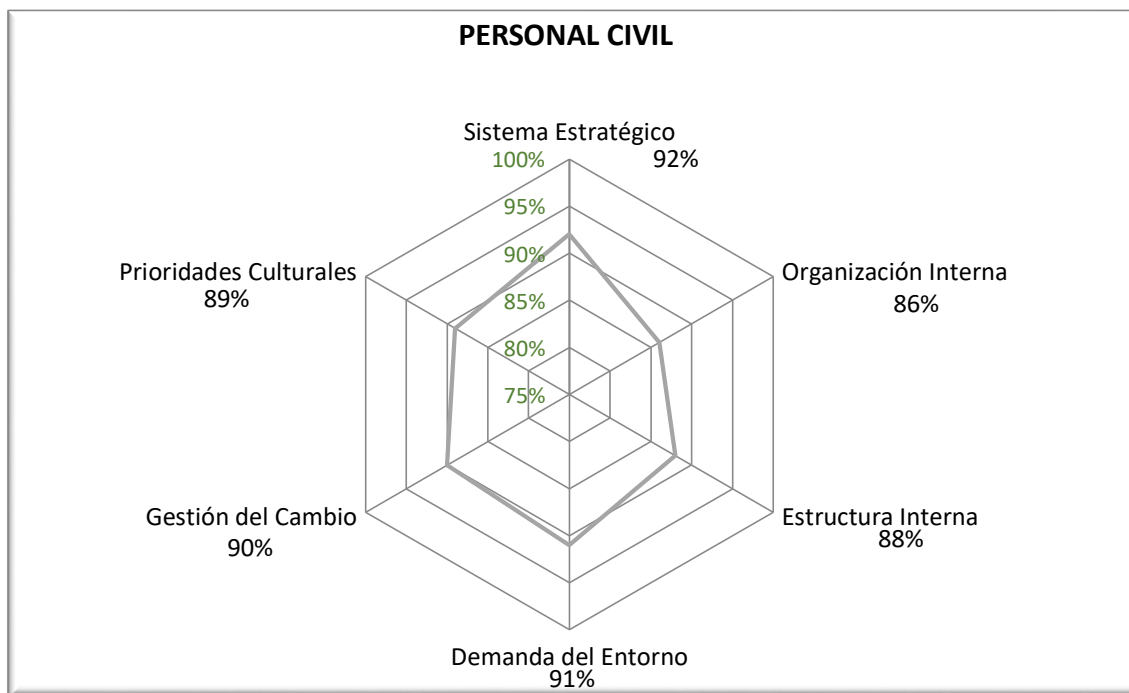 PERSONAL CIVIL
Sistema Estratégico
92%
100%
95%
90%
85%
80%
75%
Organización Interna
86%
Estructura Interna
88%
Demanda del Entorno
91%
Gestión del Cambio
90%
Prioridades Culturales
89%